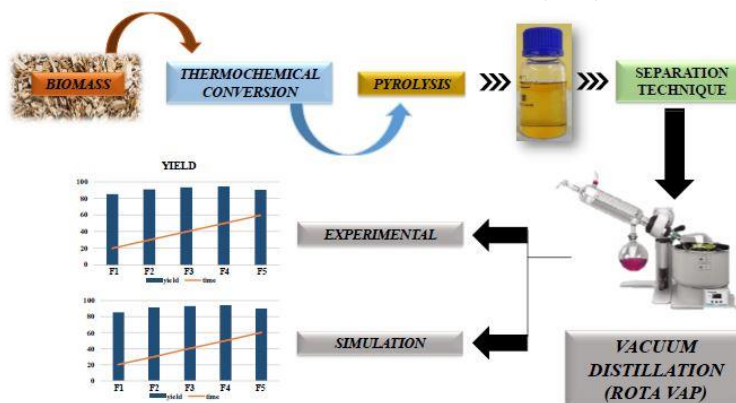 BIOMASS
THERMOCHEMICAL
CONVERSION
PYROLYSIS
SEPARATION
TECHNIQUE
YIELD
100
80
60
40
20
0
F1 F2 F3 F4 F5
yield time
EXPERIMENTAL
100
80
60
40
20
0
F1 F2 F3 F4 F5
yield time
SIMULATION
VACUUM
DISTILLATION
(ROTA VAP)